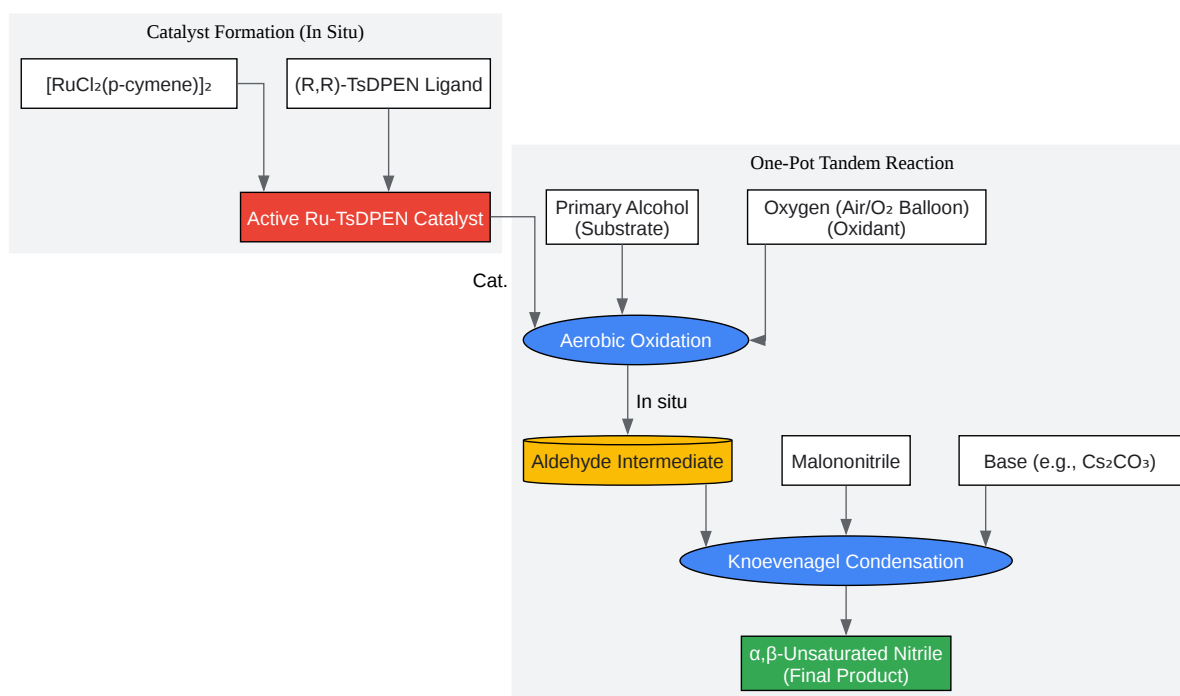 Catalyst Formation (In Situ)
[RuCl₂(p-cymene)]₂
(R,R)-TsDPEN Ligand
Active Ru-TsDPEN Catalyst
One-Pot Tandem Reaction
Primary Alcohol
(Substrate)
Oxygen (Air/O₂ Balloon)
(Oxidant)
Cat.
Aerobic Oxidation
In situ
Aldehyde Intermediate
Malononitrile
Base (e.g., Cs₂CO₃)
Knoevenagel Condensation
α,β-Unsaturated Nitrile
(Final Product)